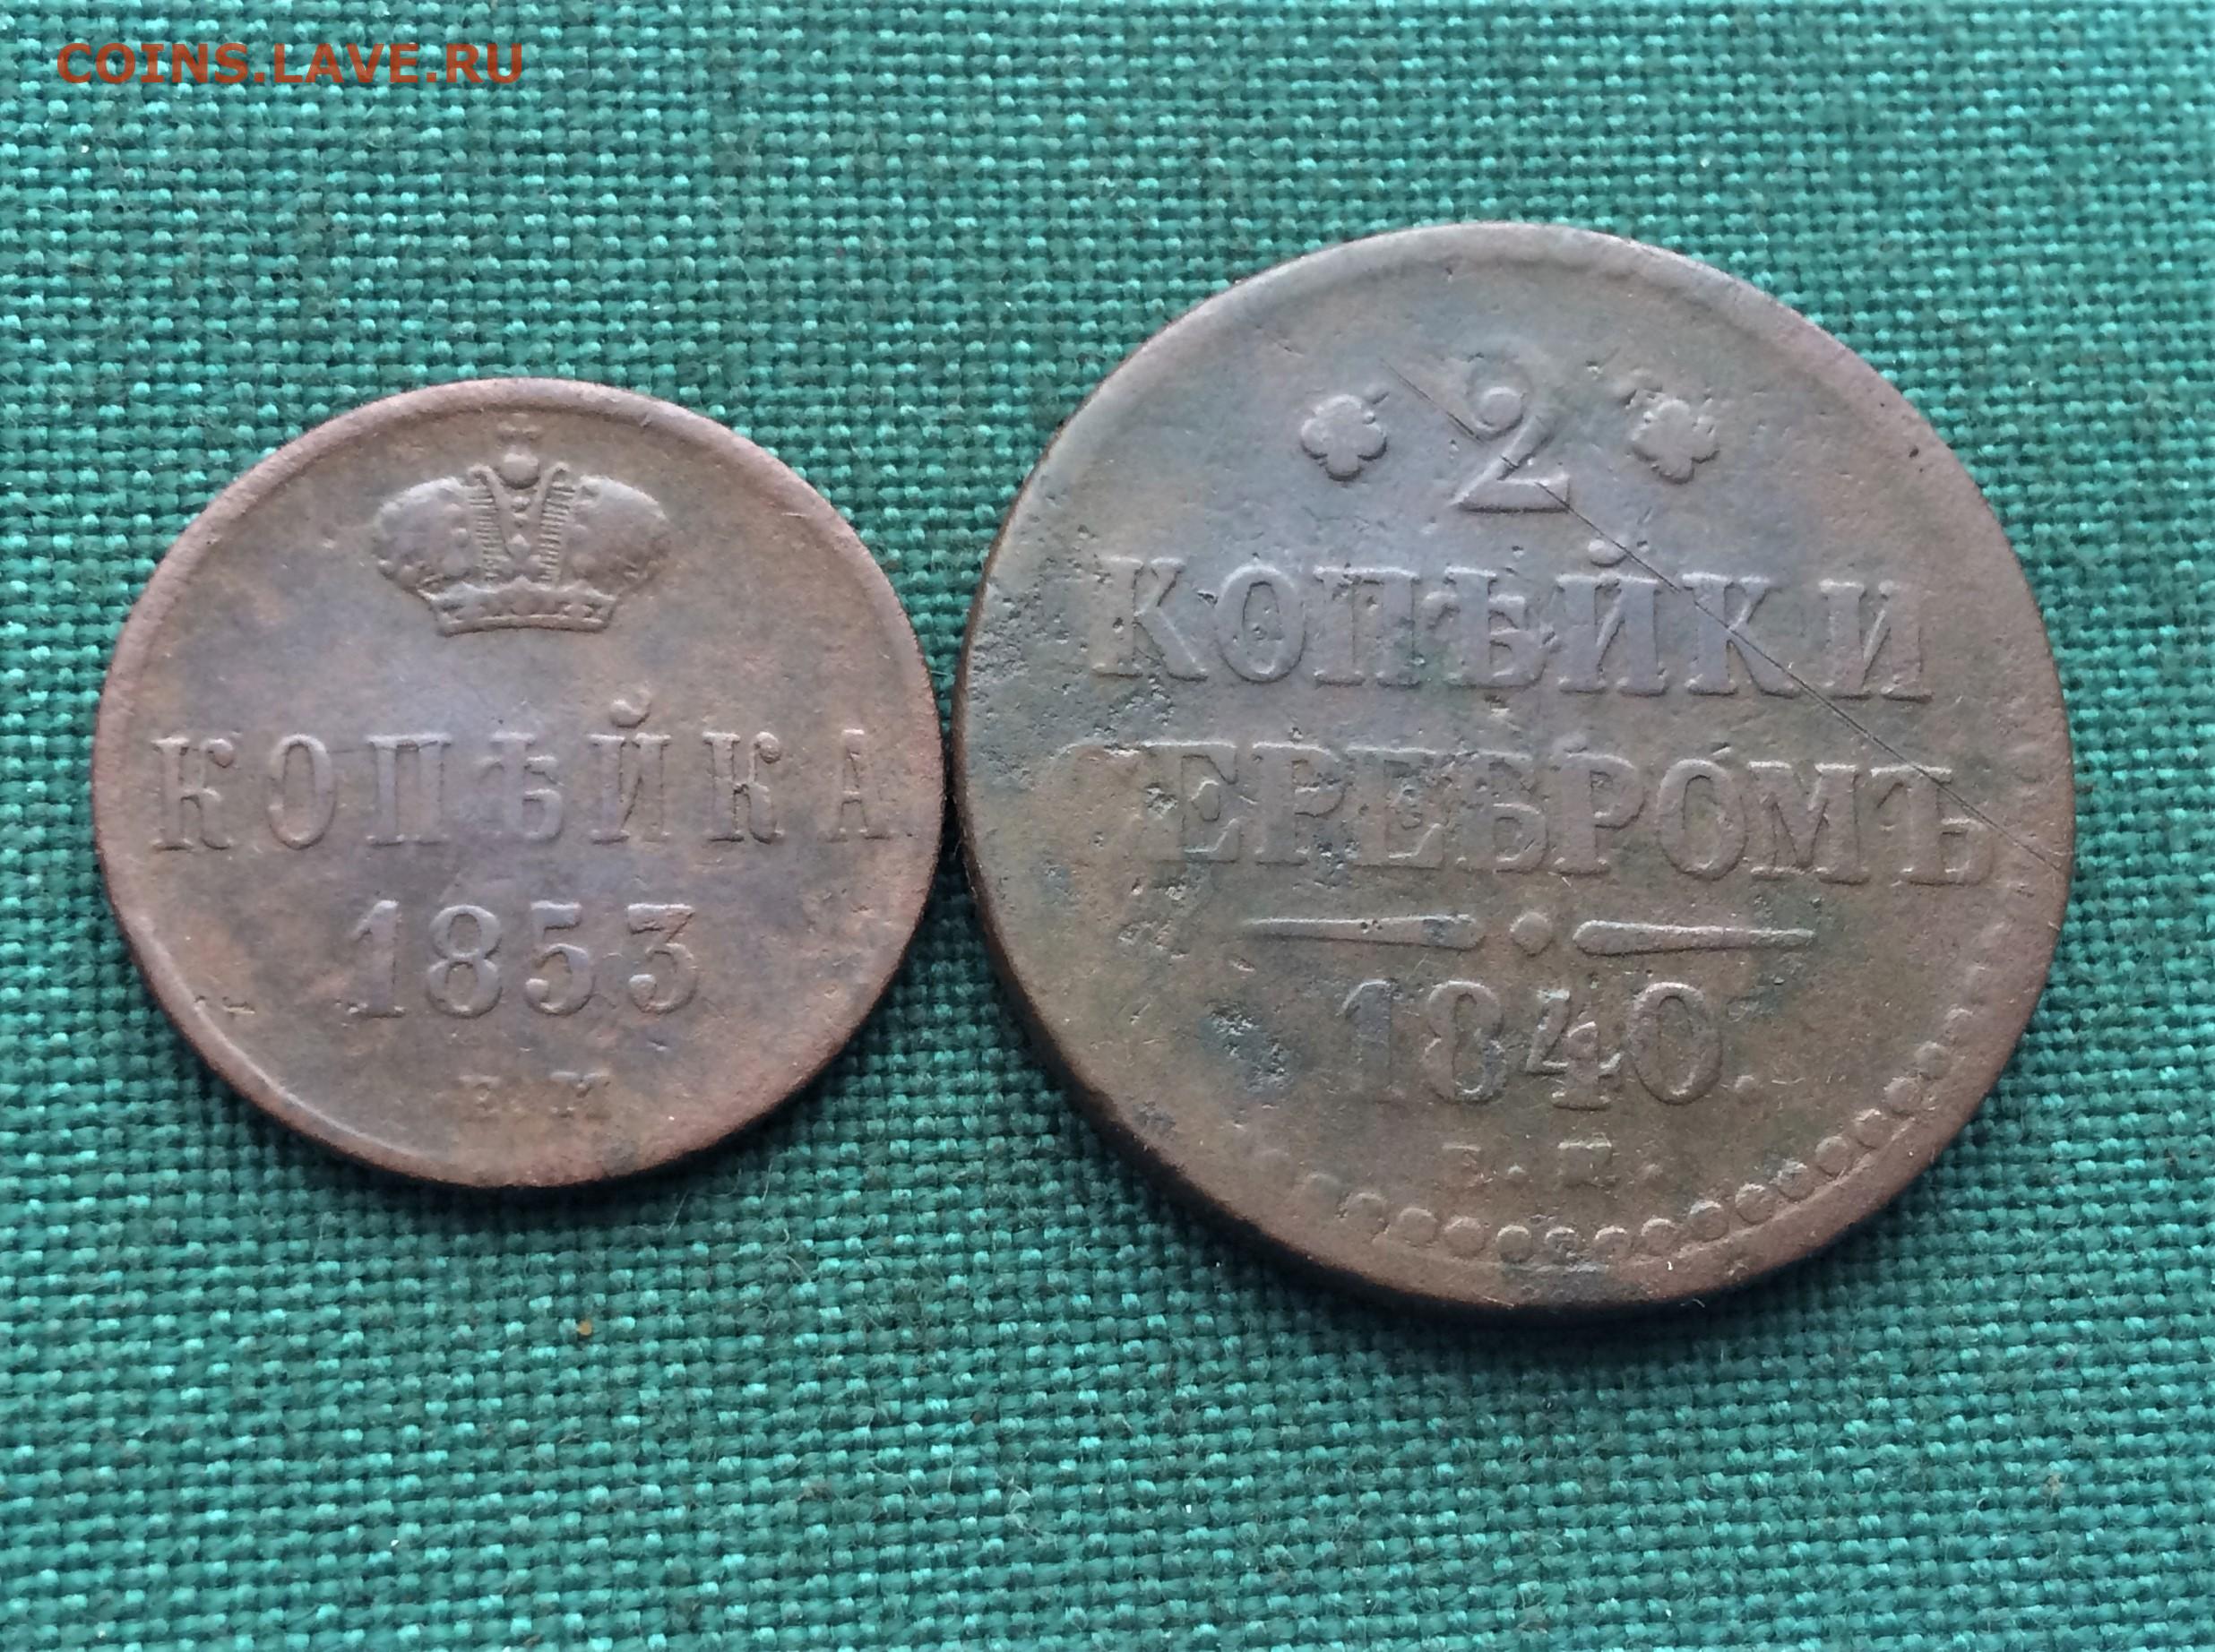 COINS.LAVE.RU
КОПѢЙКА
1853
Е.М
2
КОПѢЙКИ
СЕРЕБРОМЪ
1840.